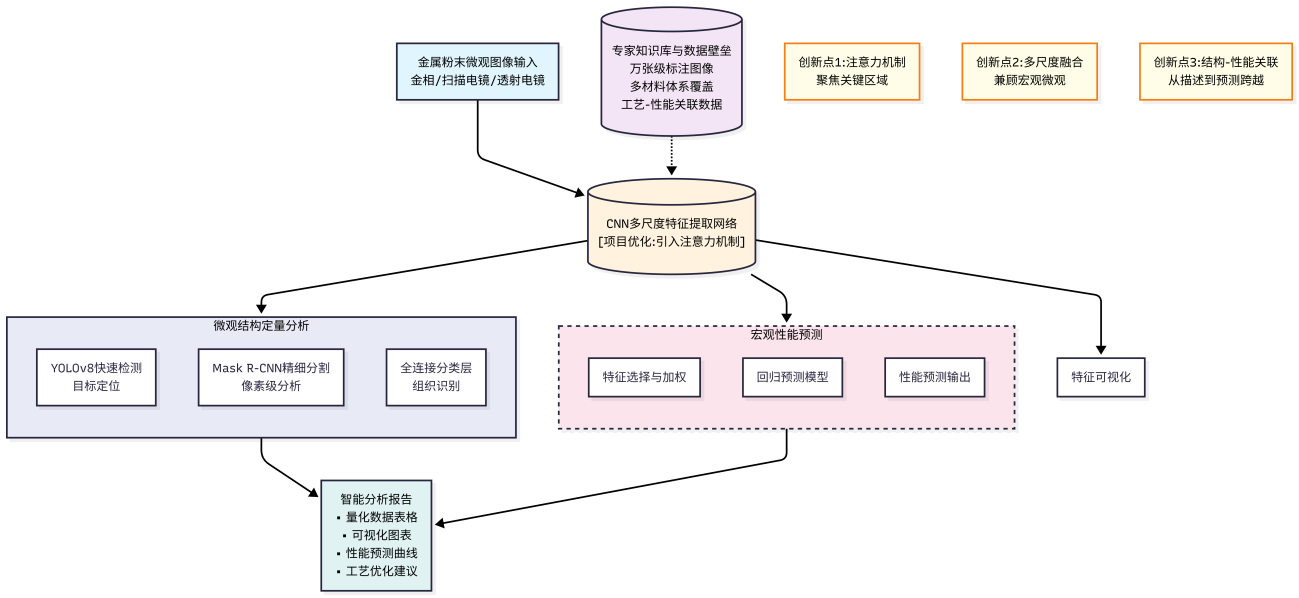 金属粉末微观图像输入
金相/扫描电镜/透射电镜
专家知识库与数据壁垒
万张级标注图像
多材料体系覆盖
工艺-性能关联数据
创新点1:注意力机制
聚焦关键区域
创新点2:多尺度融合
兼顾宏观微观
创新点3:结构-性能关联
从描述到预测跨越
CNN多尺度特征提取网络
[项目优化:引入注意力机制]
微观结构定量分析
YOLOv8快速检测
目标定位
Mask R-CNN精细分割
像素级分析
全连接分类层
组织识别
宏观性能预测
特征选择与加权
回归预测模型
性能预测输出
特征可视化
智能分析报告
▪ 量化数据表格
▪ 可视化图表
▪ 性能预测曲线
▪ 工艺优化建议